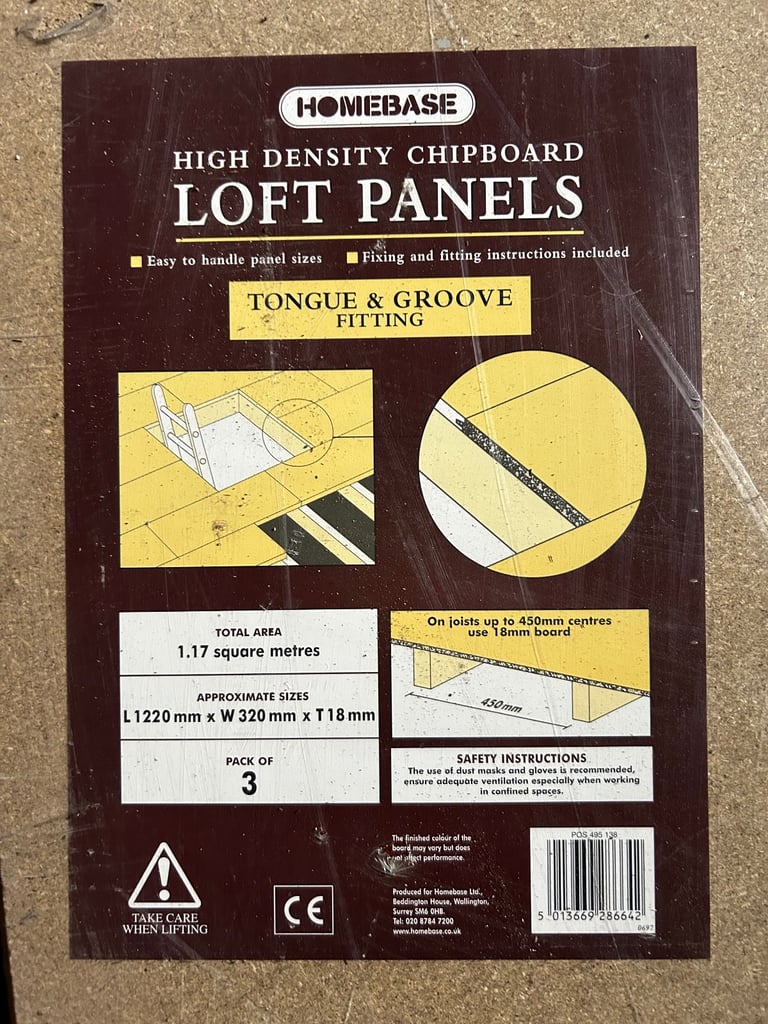 HOMEBASE
HIGH DENSITY CHIPBOARD
LOFT PANELS
Easy to handle panel sizes
Fixing and fitting instructions included
TONGUE & GROOVE
FITTING
TOTAL AREA
1.17 square metres
APPROXIMATE SIZES
L 1220 mm x W 320 mm x T 18 mm
PACK OF
3
On joists up to 450mm centres
use 18mm board
450mm
SAFETY INSTRUCTIONS
The use of dust masks and gloves is recommended,
ensure adequate ventilation especially when working
in confined spaces.
TAKE CARE
WHEN LIFTING
CE
The finished colour of the
board may vary but does
not affect performance.
Produced for Homebase Ltd.,
Beddington House, Wallington,
Surrey SM6 0HB.
Tel: 020 8784 7200
www.homebase.co.uk
POS 495 138
5 013669 286642
0697